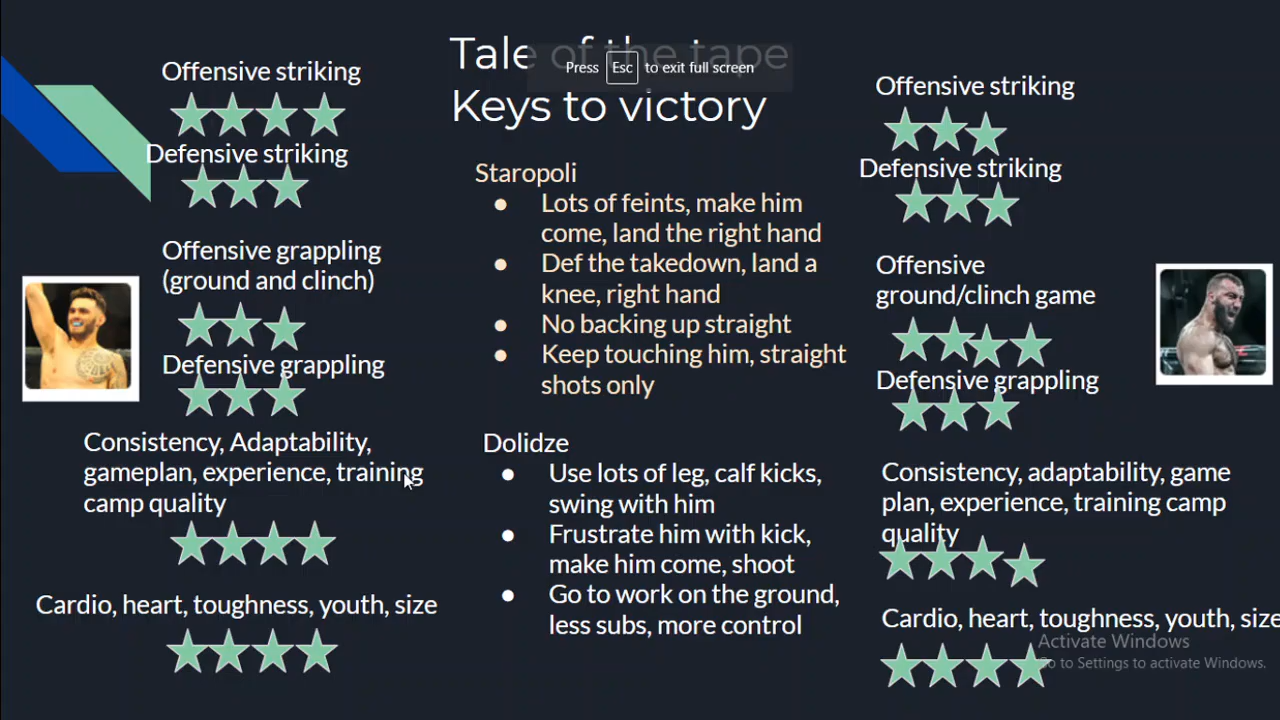 Tale of the tape
Keys to victory
Press Esc to exit full screen
Offensive striking
Defensive striking
Offensive grappling
(ground and clinch)
Defensive grappling
Consistency, Adaptability,
gameplan, experience, training
camp quality
Cardio, heart, toughness, youth, size
Staropoli
● Lots of feints, make him
come, land the right hand
● Def the takedown, land a
knee, right hand
● No backing up straight
● Keep touching him, straight
shots only
Dolidze
● Use lots of leg, calf kicks,
swing with him
● Frustrate him with kick,
make him come, shoot
● Go to work on the ground,
less subs, more control
Offensive striking
Defensive striking
Offensive
ground/clinch game
Defensive grappling
Consistency, adaptability, game
plan, experience, training camp
quality
Cardio, heart, toughness, youth, size
Activate Windows
Go to Settings to activate Windows.